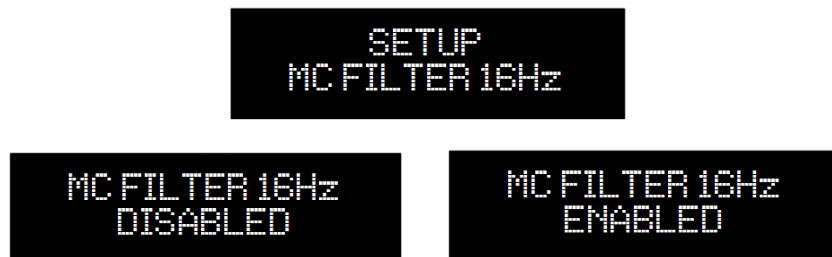 SETUP
MC FILTER 16Hz
MC FILTER 16Hz
DISABLED
MC FILTER 16Hz
ENABLED